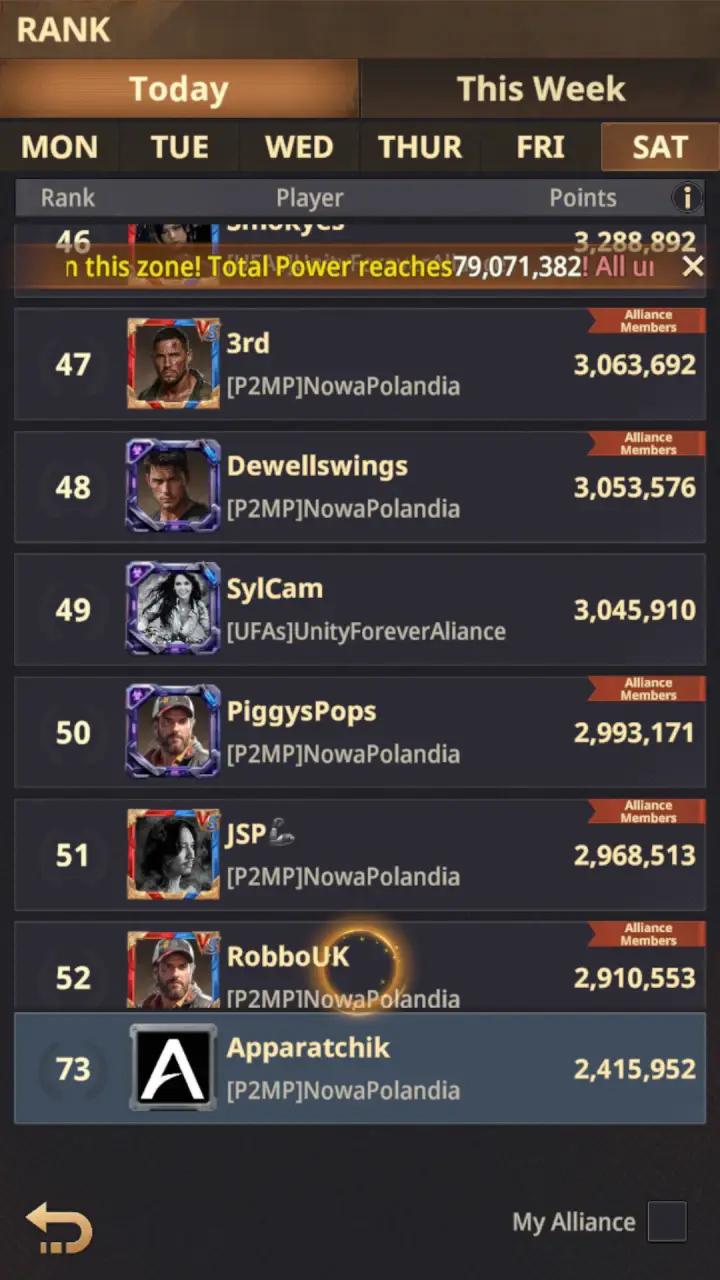 RANK
Today
This Week
MON
TUE
WED
THUR
FRI
SAT
Rank
Player
Points
i
46
3,288,892
n this zone! Total Power reaches79,071,382! All u
Alliance
Members
47
3rd
[P2MP]NowaPolandia
3,063,692
Alliance
Members
48
Dewellswings
[P2MP]NowaPolandia
3,053,576
49
SylCam
[UFAs]UnityForeverAlliance
3,045,910
Alliance
Members
50
PiggysPops
[P2MP]NowaPolandia
2,993,171
Alliance
Members
51
JSP
[P2MP]NowaPolandia
2,968,513
Alliance
Members
52
RobboUK
[P2MP]NowaPolandia
2,910,553
73
Apparatchik
[P2MP]NowaPolandia
2,415,952
My Alliance